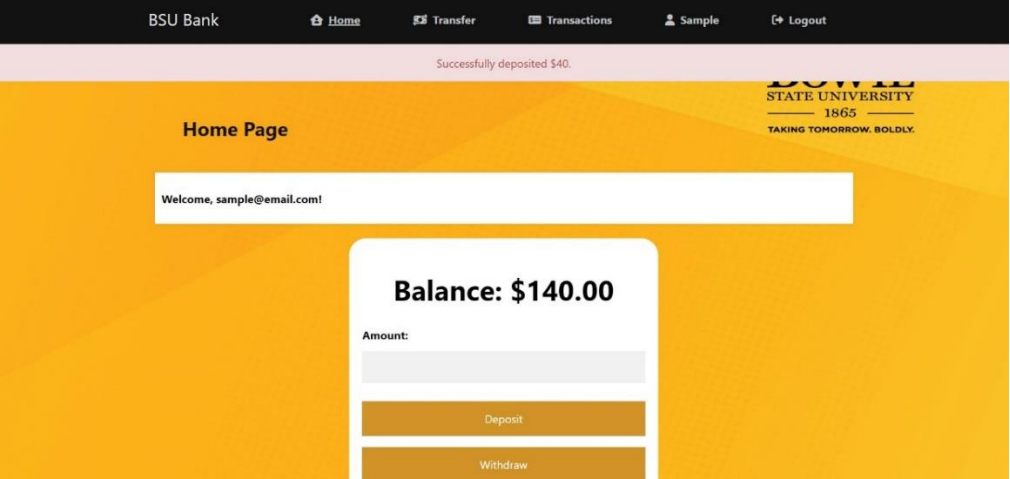 BSU Bank Home Transfer Transactions Sample Logout
Successfully deposited $40.
STATE UNIVERSITY
1865
TAKING TOMORROW. BOLDLY.
Home Page
Welcome, sample@email.com!
Balance: $140.00
Amount:
Deposit
Withdraw